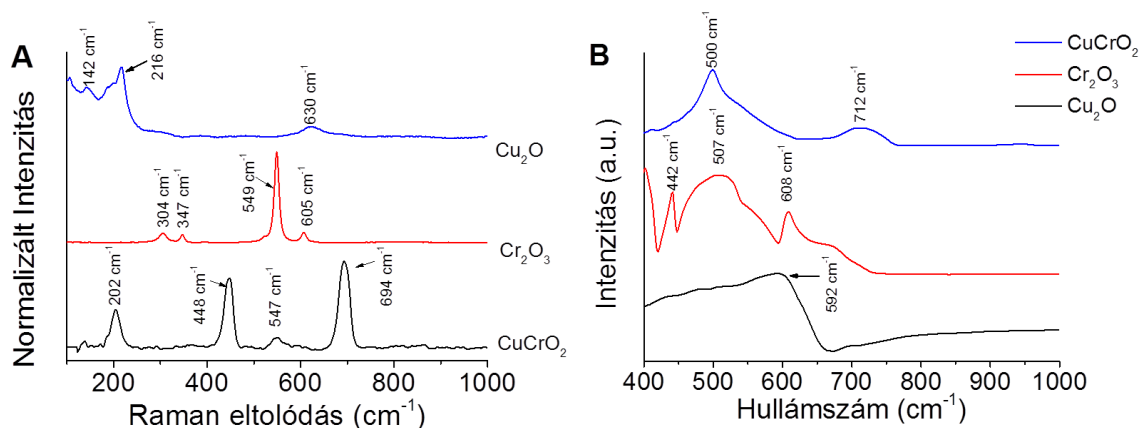 A
Normalizált Intenzitás
142 cm⁻¹
216 cm⁻¹
630 cm⁻¹
Cu₂O
304 cm⁻¹
347 cm⁻¹
549 cm⁻¹
605 cm⁻¹
Cr₂O₃
202 cm⁻¹
448 cm⁻¹
547 cm⁻¹
694 cm⁻¹
CuCrO₂
200 400 600 800 1000
Raman eltolódás (cm⁻¹)
B
Intenzitás (a.u.)
500 cm⁻¹
712 cm⁻¹
442 cm⁻¹
507 cm⁻¹
608 cm⁻¹
592 cm⁻¹
CuCrO₂
Cr₂O₃
Cu₂O
400 500 600 700 800 900 1000
Hullámszám (cm⁻¹)